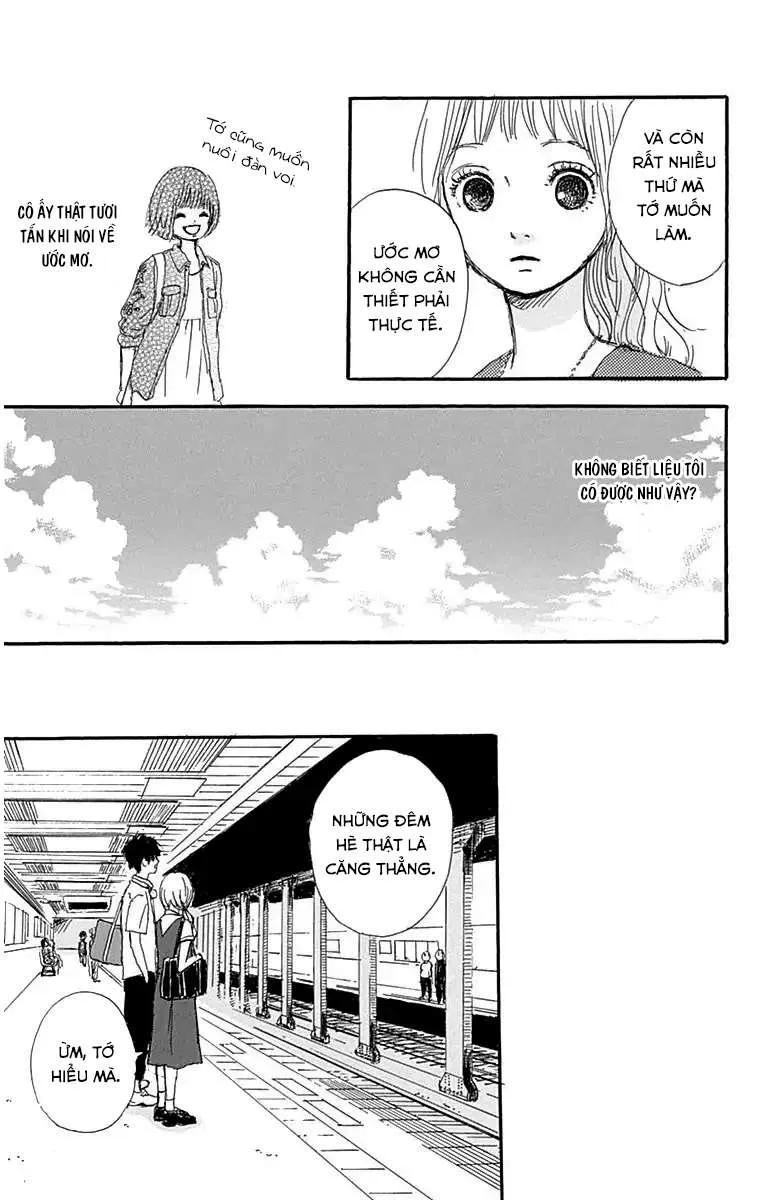 VÀ CÒN
RẤT NHIỀU
THỨ MÀ
TỚ MUỐN
LÀM.
ƯỚC MƠ
KHÔNG CẦN
THIẾT PHẢI
THỰC TẾ.
Tớ cũng muốn
nuôi đàn voi.
CÔ ẤY THẬT TƯƠI
TẮN KHI NÓI VỀ
ƯỚC MƠ.
KHÔNG BIẾT LIỆU TÔI
CÓ ĐƯỢC NHƯ VẬY?
NHỮNG ĐÊM
HÈ THẬT LÀ
CĂNG THẲNG.
ỪM, TỚ
HIỂU MÀ.